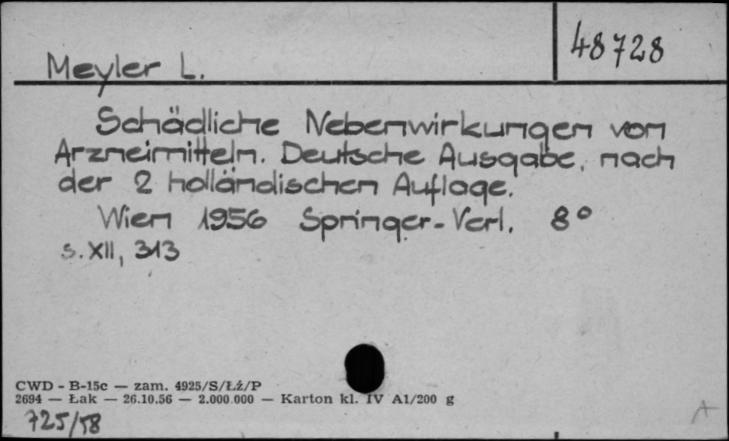 48728
Meyler L.
Schädliche Nebenwirkungen von
Arzneimitteln. Deutsche Ausgabe, nach
der 2 holländischen Auflage.
Wien 1956 Springer-Verl. 8°
s. XII, 313
CWD - B-15c — zam. 4925/S/Łż/P
2694 — Łak — 26.10.56 — 2.000.000 — Karton kl. IV A1/200 g
725/58
A